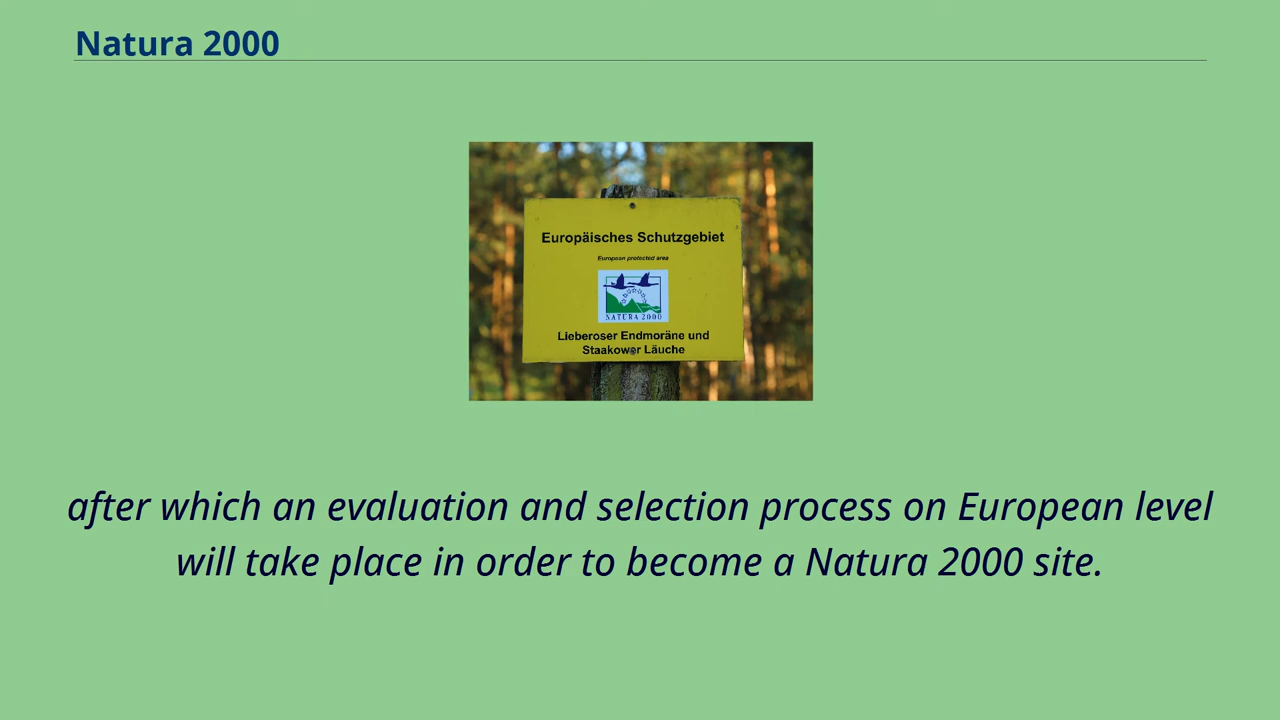 Natura 2000
Europäisches Schutzgebiet
European protected area
NATURA 2000
Lieberoser Endmoräne und
Staakower Läuche
after which an evaluation and selection process on European level
will take place in order to become a Natura 2000 site.